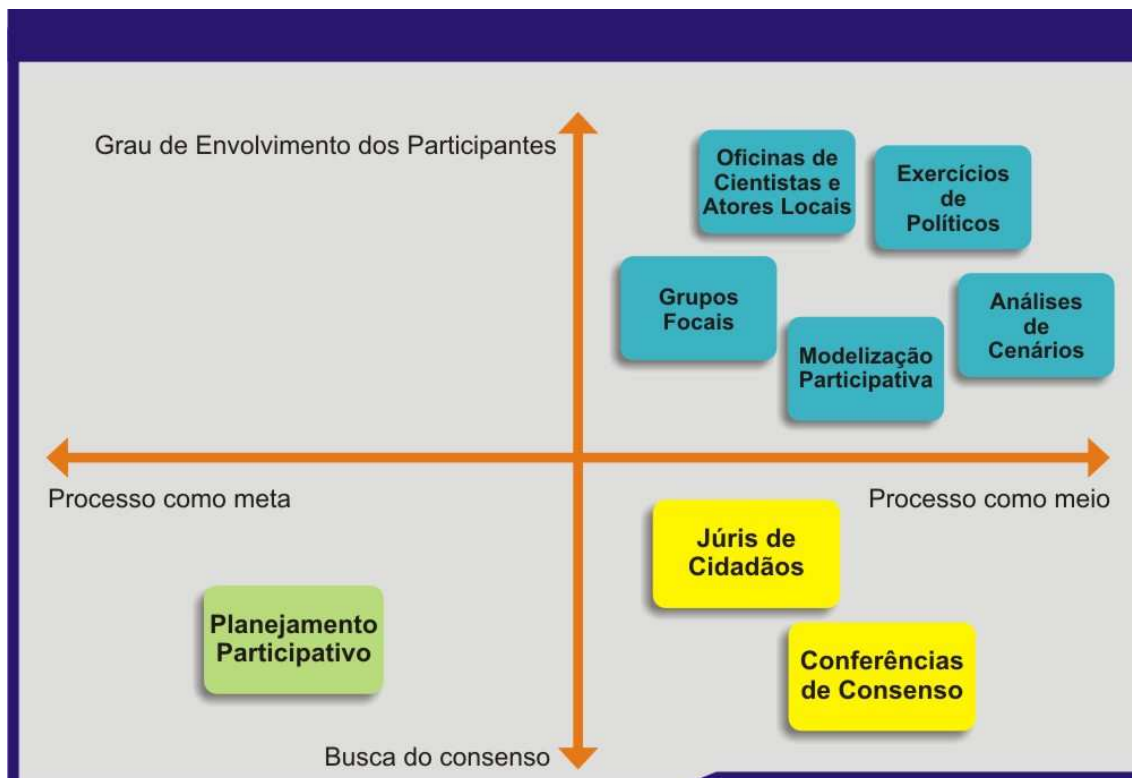 Grau de Envolvimento dos Participantes
Oficinas de
Cientistas e
Atores Locais
Exercícios
de
Políticos
Grupos
Focais
Modelização
Participativa
Análises
de
Cenários
Processo como meta
Processo como meio
Júris de
Cidadãos
Planejamento
Participativo
Conferências
de Consenso
Busca do consenso